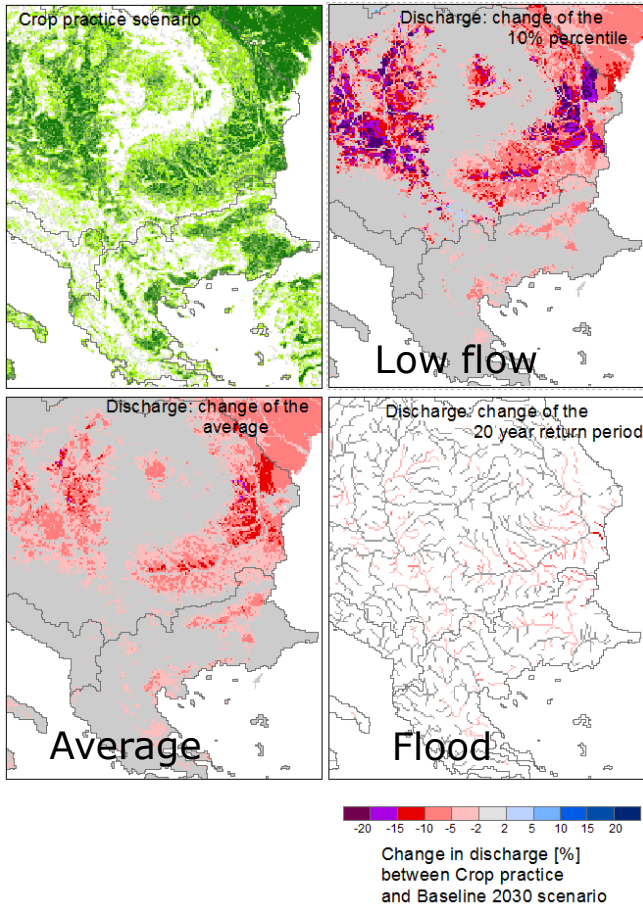 Crop practice scenario
Discharge: change of the
10% percentile
Low flow
Discharge: change of the
average
Average
Discharge: change of the
20 year return period
Flood
-20 -15 -10 -5 -2 2 5 10 15 20
Change in discharge [%]
between Crop practice
and Baseline 2030 scenario